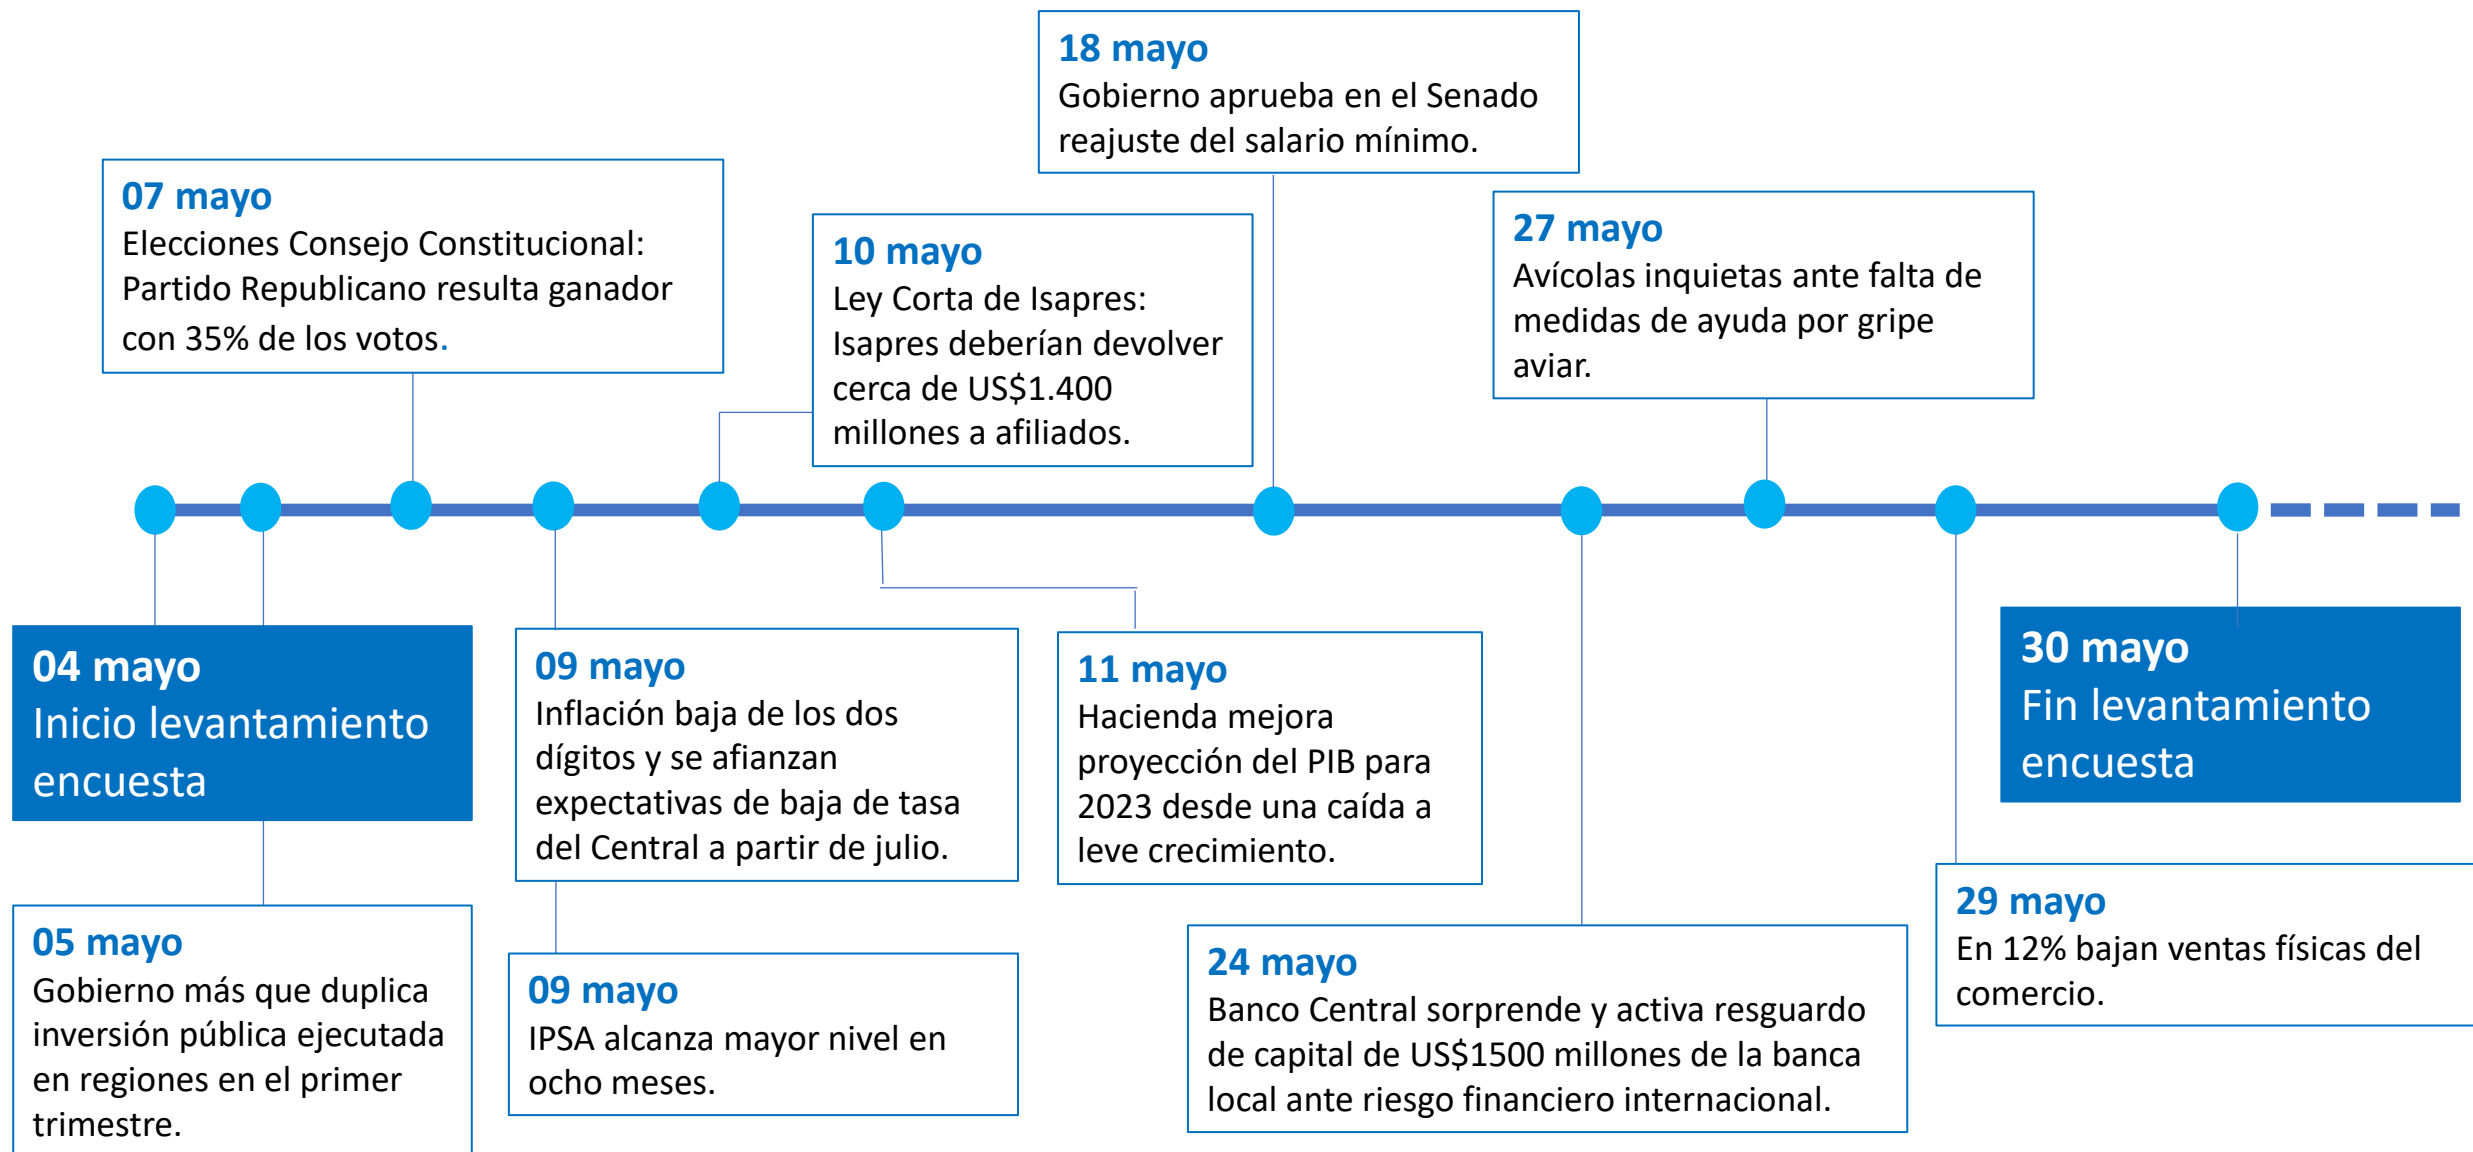 18 mayo
Gobierno aprueba en el Senado
reajuste del salario mínimo.
07 mayo
Elecciones Consejo Constitucional:
Partido Republicano resulta ganador
con 35% de los votos.
10 mayo
Ley Corta de Isapres:
Isapres deberían devolver
cerca de US$1.400
millones a afiliados.
27 mayo
Avícolas inquietas ante falta de
medidas de ayuda por gripe
aviar.
04 mayo
Inicio levantamiento
encuesta
09 mayo
Inflación baja de los dos
dígitos y se afianzan
expectativas de baja de tasa
del Central a partir de julio.
11 mayo
Hacienda mejora
proyección del PIB para
2023 desde una caída a
leve crecimiento.
30 mayo
Fin levantamiento
encuesta
05 mayo
Gobierno más que duplica
inversión pública ejecutada
en regiones en el primer
trimestre.
09 mayo
IPSA alcanza mayor nivel en
ocho meses.
24 mayo
Banco Central sorprende y activa resguardo
de capital de US$1500 millones de la banca
local ante riesgo financiero internacional.
29 mayo
En 12% bajan ventas físicas del
comercio.